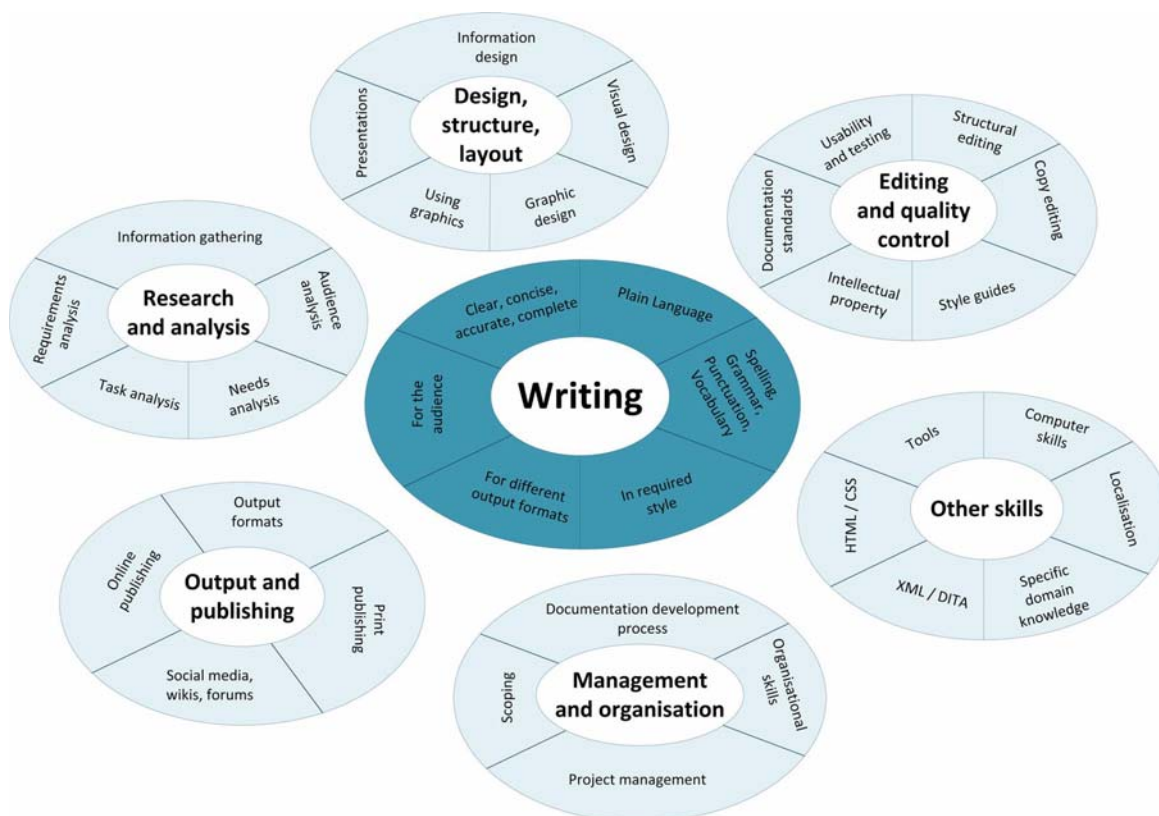 Information
design
Visual design
Graphic
design
Using
graphics
Presentations
Design,
structure,
layout
Usability
and testing
Structural
editing
Copy editing
Style guides
Intellectual
property
Documentation
standards
Editing
and quality
control
Information gathering
Audience
analysis
Needs
analysis
Task analysis
Requirements
analysis
Research
and analysis
Clear, concise,
accurate, complete
Plain Language
Spelling,
Grammar,
Punctuation,
Vocabulary
In required
style
For different
output formats
For the
audience
Writing
Tools
Computer
skills
Localisation
Specific
domain
knowledge
XML / DITA
HTML / CSS
Other skills
Output
formats
Print
publishing
Social media,
wikis, forums
Online
publishing
Output and
publishing
Documentation development
process
Organisational
skills
Project management
Scoping
Management
and organisation